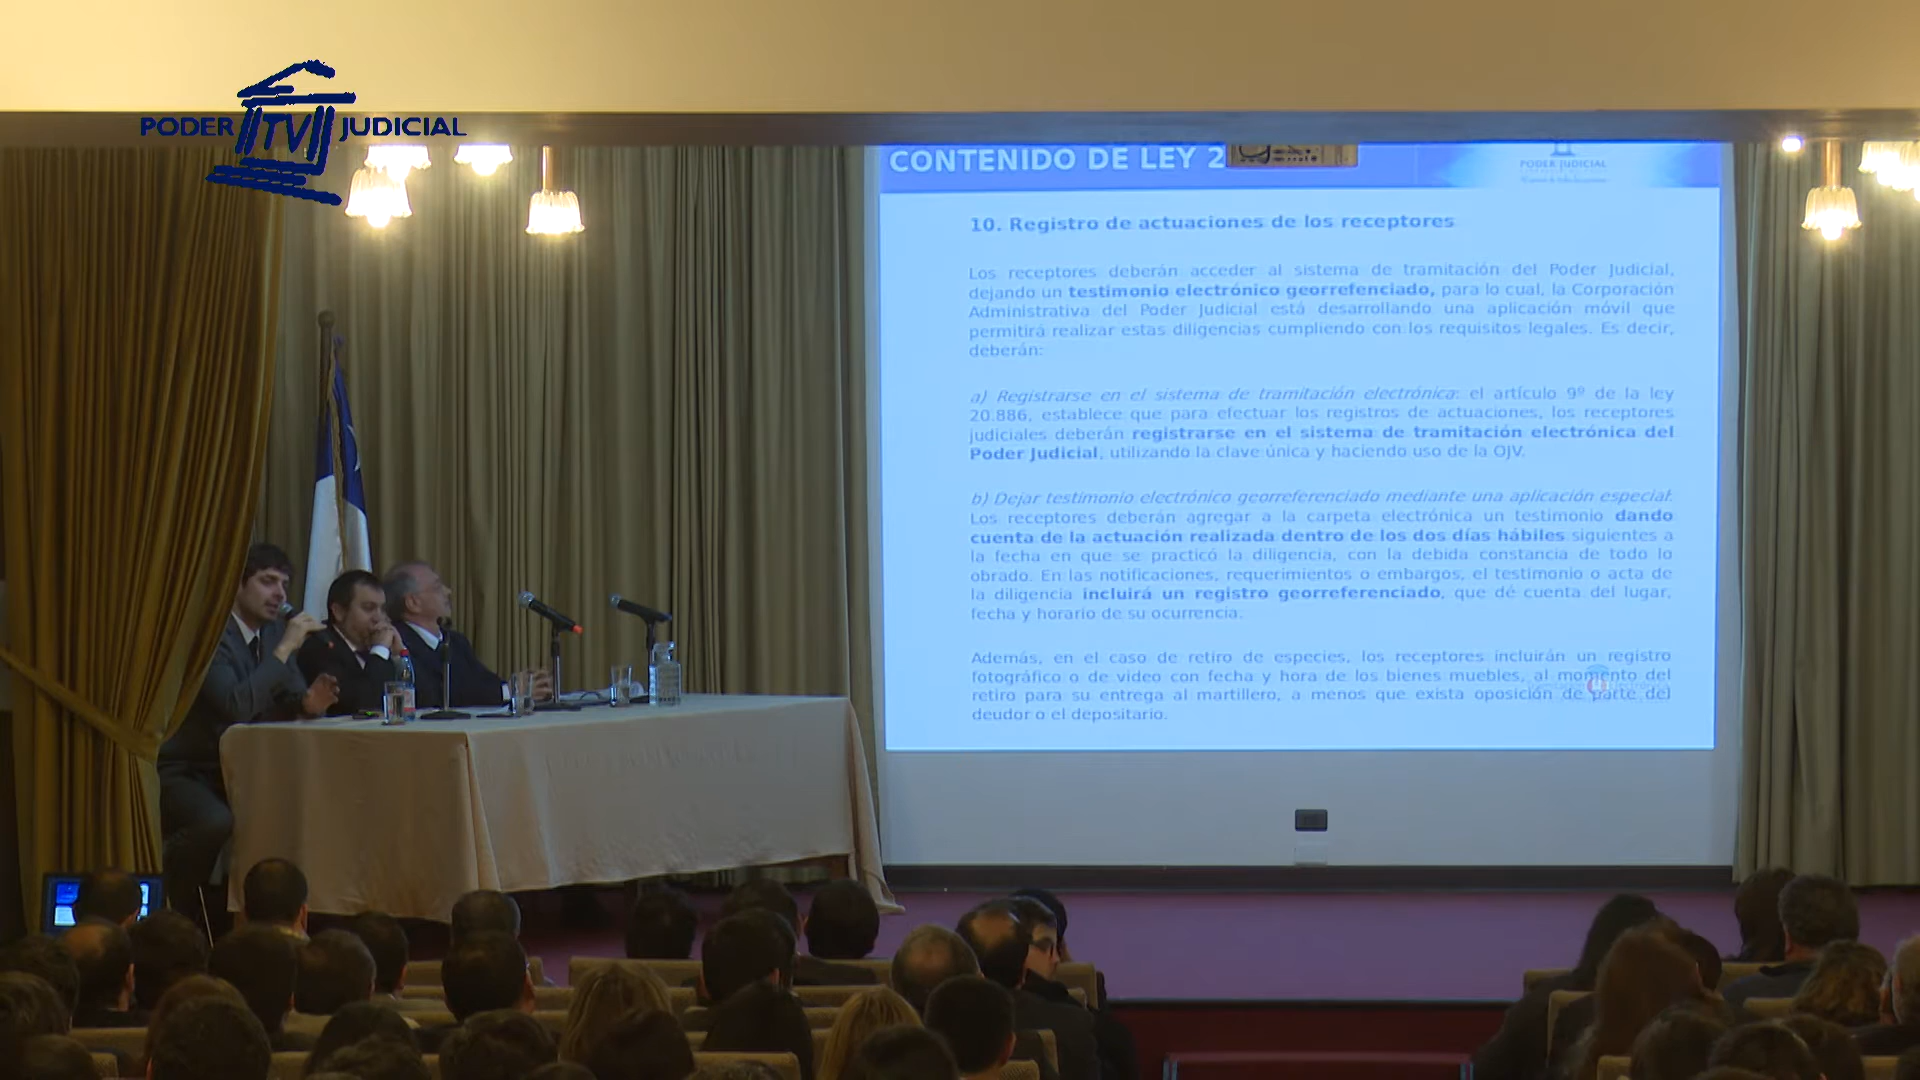 PODER TV JUDICIAL
CONTENIDO DE LEY 2
PODER JUDICIAL
10. Registro de actuaciones de los receptores
Los receptores deberán acceder al sistema de tramitación del Poder Judicial,
dejando un testimonio electrónico georrefenciado, para lo cual, la Corporación
Administrativa del Poder Judicial está desarrollando una aplicación móvil que
permitirá realizar estas diligencias cumpliendo con los requisitos legales. Es decir,
deberán:
a) Registrarse en el sistema de tramitación electrónica: el artículo 9º de la ley
20.886, establece que para efectuar los registros de actuaciones, los receptores
judiciales deberán registrarse en el sistema de tramitación electrónica del
Poder Judicial, utilizando la clave única y haciendo uso de la OJV.
b) Dejar testimonio electrónico georreferenciado mediante una aplicación especial:
Los receptores deberán agregar a la carpeta electrónica un testimonio dando
cuenta de la actuación realizada dentro de los dos días hábiles siguientes a
la fecha en que se practicó la diligencia, con la debida constancia de todo lo
obrado. En las notificaciones, requerimientos o embargos, el testimonio o acta de
la diligencia incluirá un registro georreferenciado, que dé cuenta del lugar,
fecha y horario de su ocurrencia.
Además, en el caso de retiro de especies, los receptores incluirán un registro
fotográfico o de video con fecha y hora de los bienes muebles, al momento del
retiro para su entrega al martillero, a menos que exista oposición de parte del
deudor o el depositario.